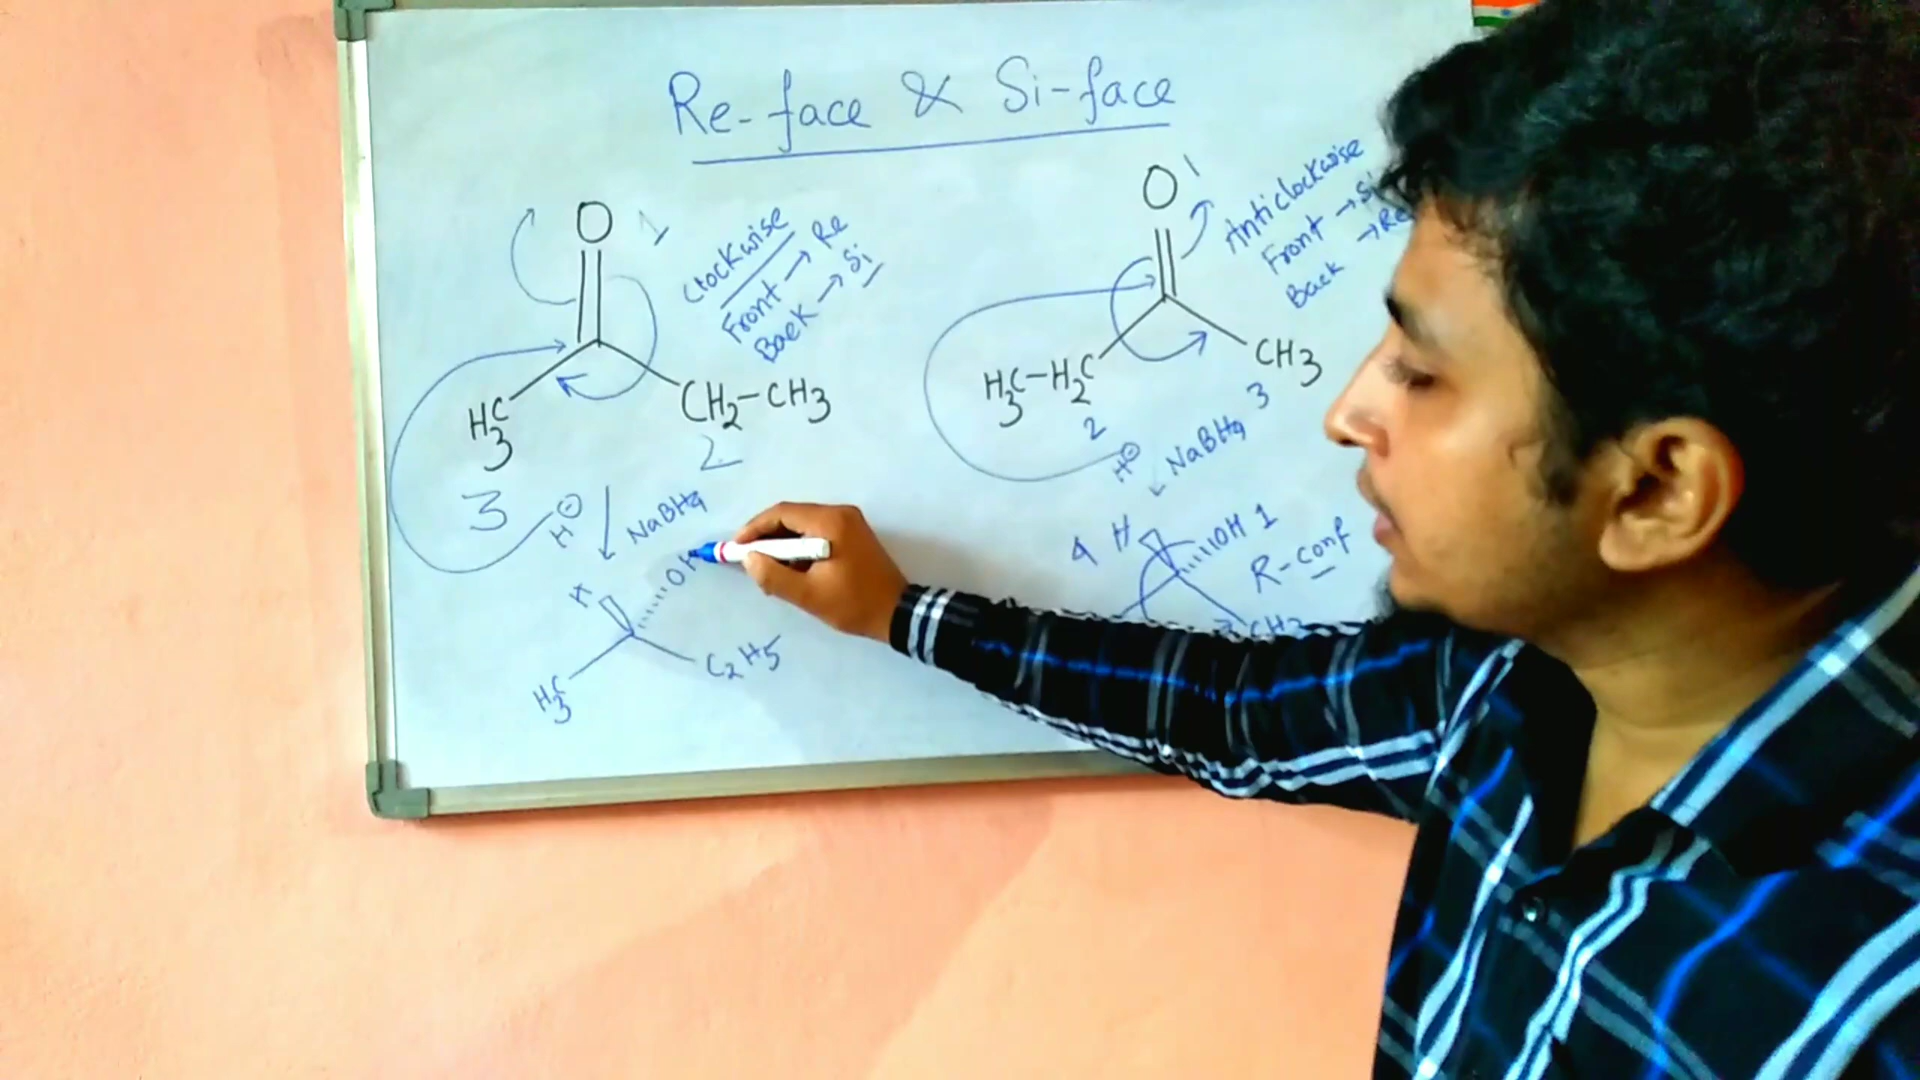 Re-face & Si-face
O 1
Clockwise
Front → Re
Back → Si
H3C
CH2-CH3
3
2
H⊖
NaBH4
H
OH
H3C
C2H5
O 1
Anticlockwise
Front → Si
Back → Re
H3C-H2C
CH3
2
3
H⊖
NaBH4
4 H
OH 1
R-conf
CH3